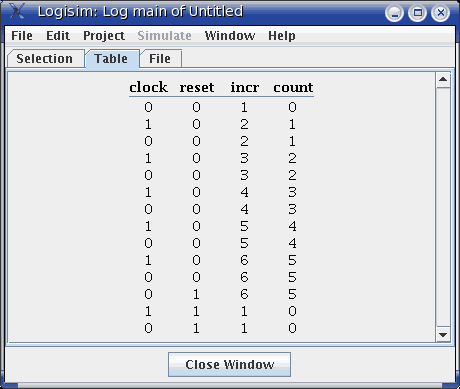 Logisim: Log main of Untitled
File Edit Project Simulate Window Help
Selection Table File
clock reset incr count
0 0 1 0
1 0 2 1
0 0 2 1
1 0 3 2
0 0 3 2
1 0 4 3
0 0 4 3
1 0 5 4
0 0 5 4
1 0 6 5
0 0 6 5
0 1 6 5
1 1 1 0
0 1 1 0
Close Window